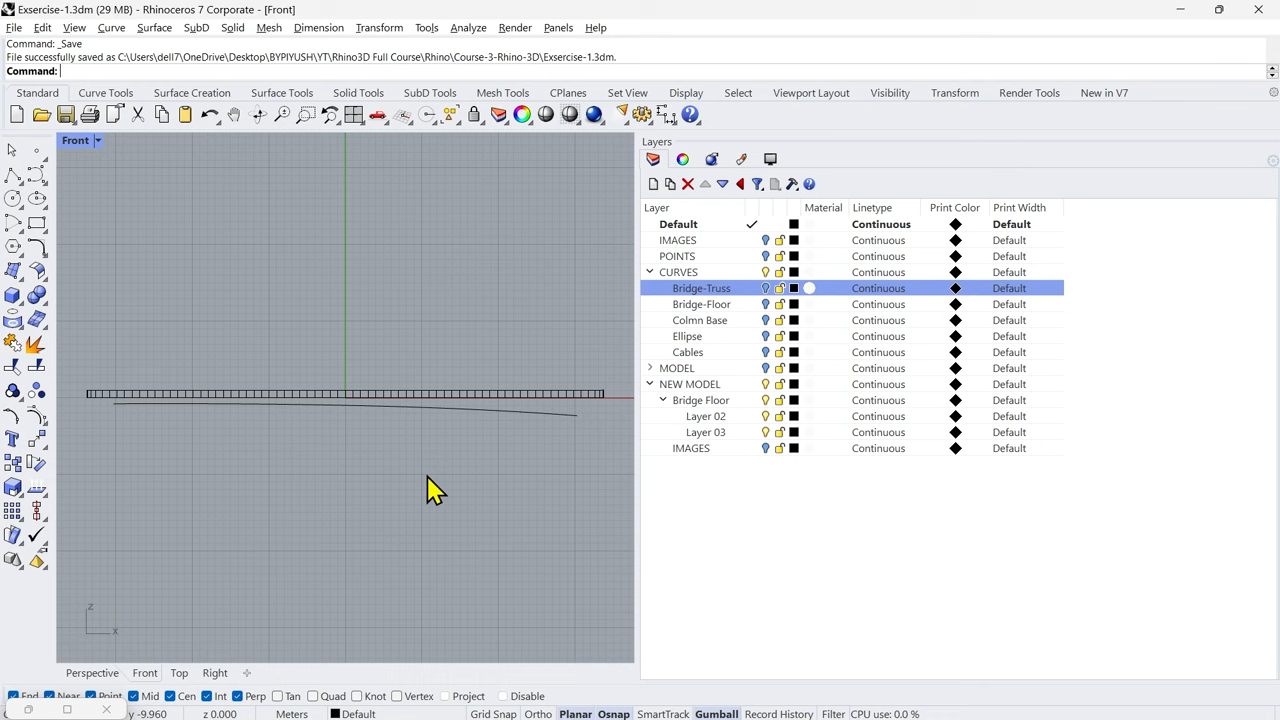 Exsercise-1.3dm (29 MB) - Rhinoceros 7 Corporate - [Front]
File Edit View Curve Surface SubD Solid Mesh Dimension Transform Tools Analyze Render Panels Help
Command: _Save
File successfully saved as C:\Users\dell7\OneDrive\Desktop\BYPIYUSH\YT\Rhino3D Full Course\Rhino\Course-3-Rhino-3D\Exsercise-1.3dm.
Command:
Standard Curve Tools Surface Creation Surface Tools Solid Tools SubD Tools Mesh Tools CPlanes Set View Display Select Viewport Layout Visibility Transform Render Tools New in V7
Front
Layers
Layer Material Linetype Print Color Print Width
Default Continuous Default
IMAGES Continuous Default
POINTS Continuous Default
CURVES Continuous Default
Bridge-Truss Continuous Default
Bridge-Floor Continuous Default
Colmn Base Continuous Default
Ellipse Continuous Default
Cables Continuous Default
MODEL Continuous Default
NEW MODEL Continuous Default
Bridge Floor Continuous Default
Layer 02 Continuous Default
Layer 03 Continuous Default
IMAGES Continuous Default
z
x
Perspective Front Top Right
End Near Point Mid Cen Int Perp Tan Quad Knot Vertex Project Disable
y -9.960 z 0.000 Meters Default Grid Snap Ortho Planar Osnap SmartTrack Gumball Record History Filter CPU use: 0.0 %